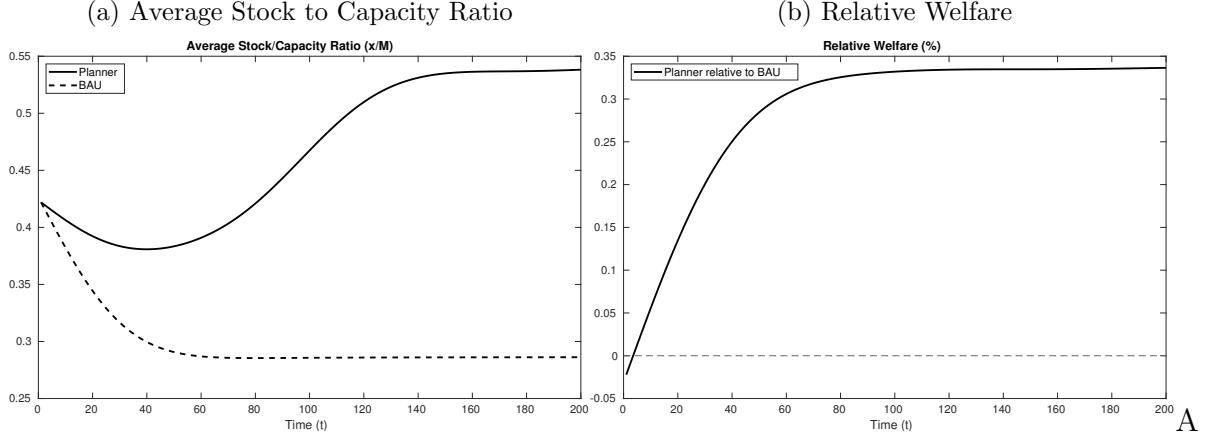 (a) Average Stock to Capacity Ratio
(b) Relative Welfare
Average Stock/Capacity Ratio (x/M)
Planner
BAU
0.55
0.5
0.45
0.4
0.35
0.3
0.25
0 20 40 60 80 100 120 140 160 180 200
Time (t)
Relative Welfare (%)
Planner relative to BAU
0.35
0.3
0.25
0.2
0.15
0.1
0.05
0
-0.05
0 20 40 60 80 100 120 140 160 180 200
Time (t)
A